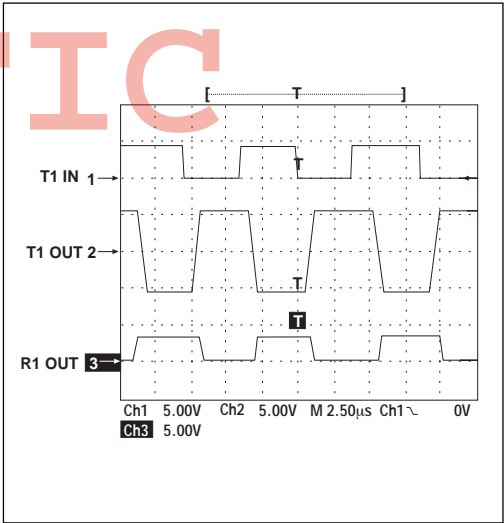 TIC
[ T ]
T
T1 IN 1
T1 OUT 2
T
T
R1 OUT 3
Ch1 5.00V Ch2 5.00V M 2.50μs Ch1 0V
Ch3 5.00V